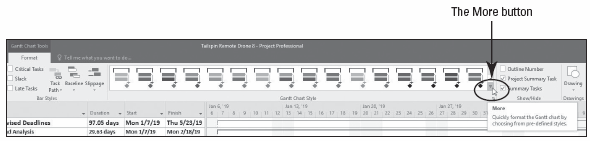 The More button
Gantt Chart Tools
Tailspin Remote Drone 8 - Project Professional
Format
Tell me what you want to do...
Critical Tasks
Slack
Late Tasks
Task Path
Baseline
Slippage
Outline Number
Project Summary Task
Summary Tasks
Drawing
Bar Styles
Gantt Chart Style
Show/Hide
Drawings
Duration
Start
Finish
Jan 6, '19
Jan 13, '19
Jan 20, '19
Jan 27, '19
More
Quickly format the Gantt chart by
choosing from pre-defined styles.
vised Deadlines 97.05 days Mon 1/7/19 Thu 5/23/19
d Analysis 29.65 days Mon 1/7/19 Mon 2/18/19